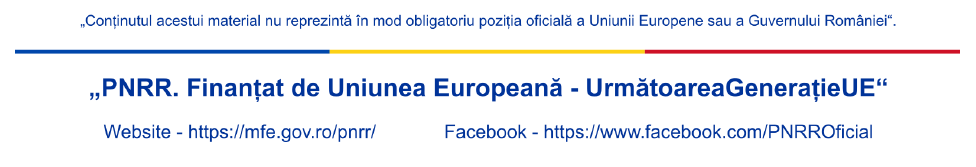 „Conținutul acestui material nu reprezintă în mod obligatoriu poziția oficială a Uniunii Europene sau a Guvernului României“.
„PNRR. Finanțat de Uniunea Europeană - UrmătoareaGenerațieUE“
Website - https://mfe.gov.ro/pnrr/ Facebook - https://www.facebook.com/PNRROficial